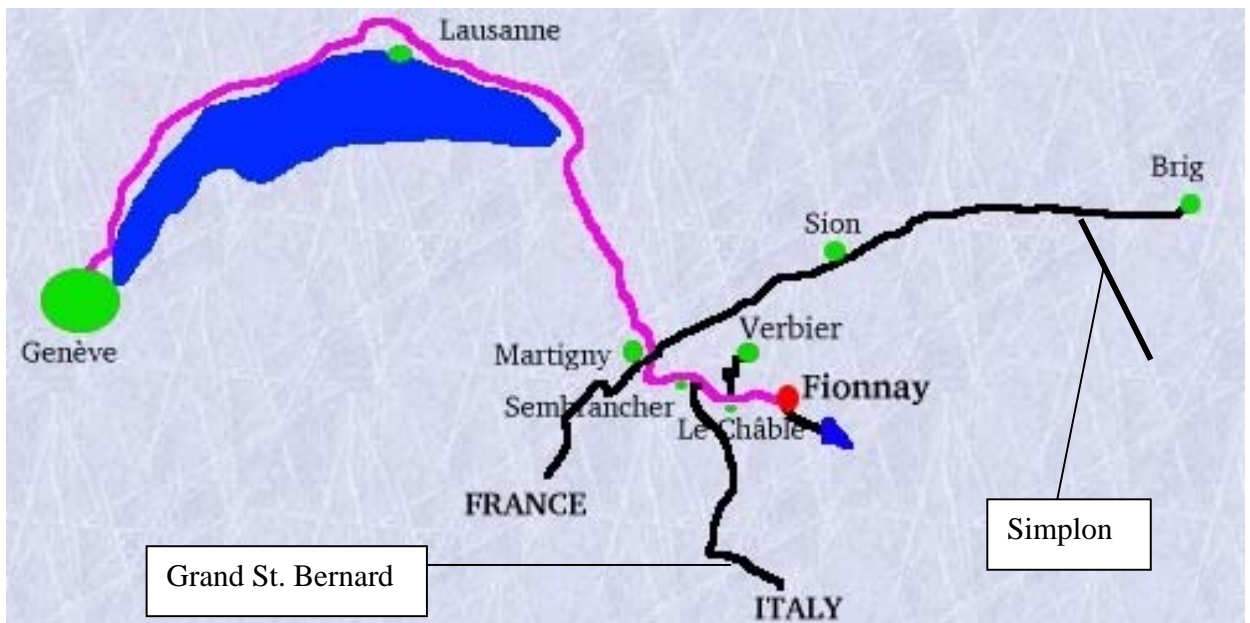 Lausanne
Brig
Sion
Genève
Martigny
Verbier
Sembrancher
Fionnay
Le Châble
FRANCE
Simplon
Grand St. Bernard
ITALY